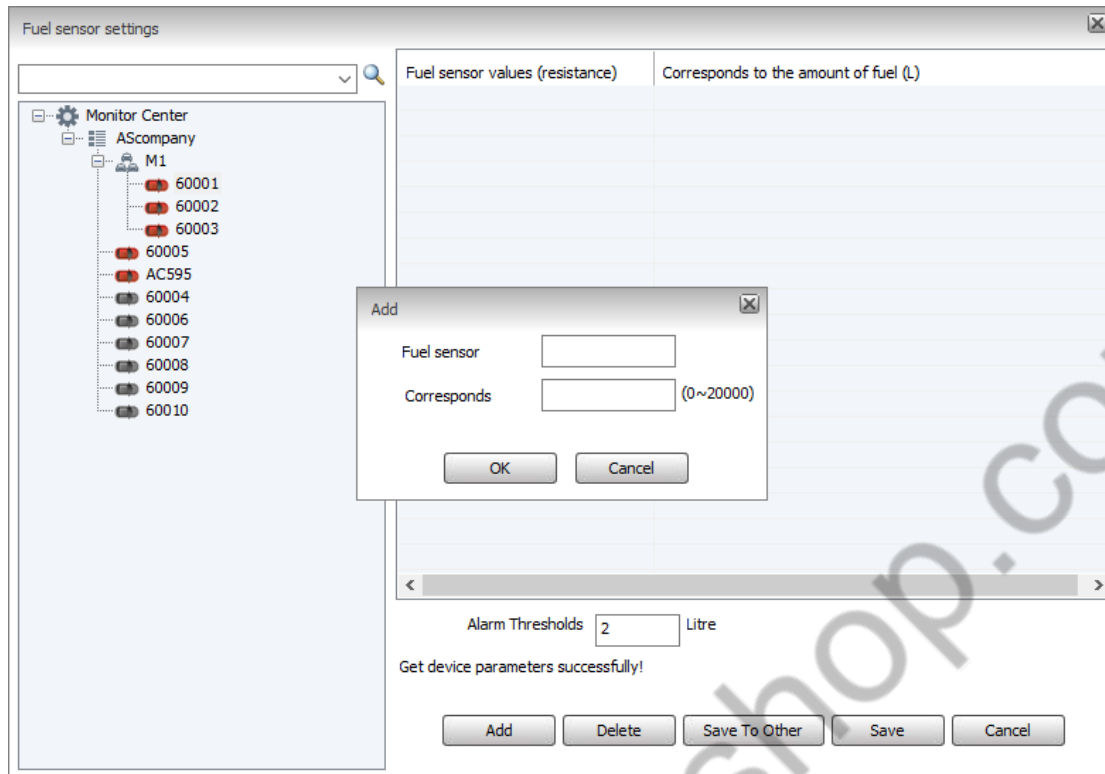 Fuel sensor settings
Fuel sensor values (resistance) Corresponds to the amount of fuel (L)
Monitor Center
AScompany
M1
60001
60002
60003
60005
AC595
60004
60006
60007
60008
60009
60010
Add
Fuel sensor
Corresponds (0~20000)
OK Cancel
Alarm Thresholds 2 Litre
Get device parameters successfully!
Add Delete Save To Other Save Cancel
shop.co